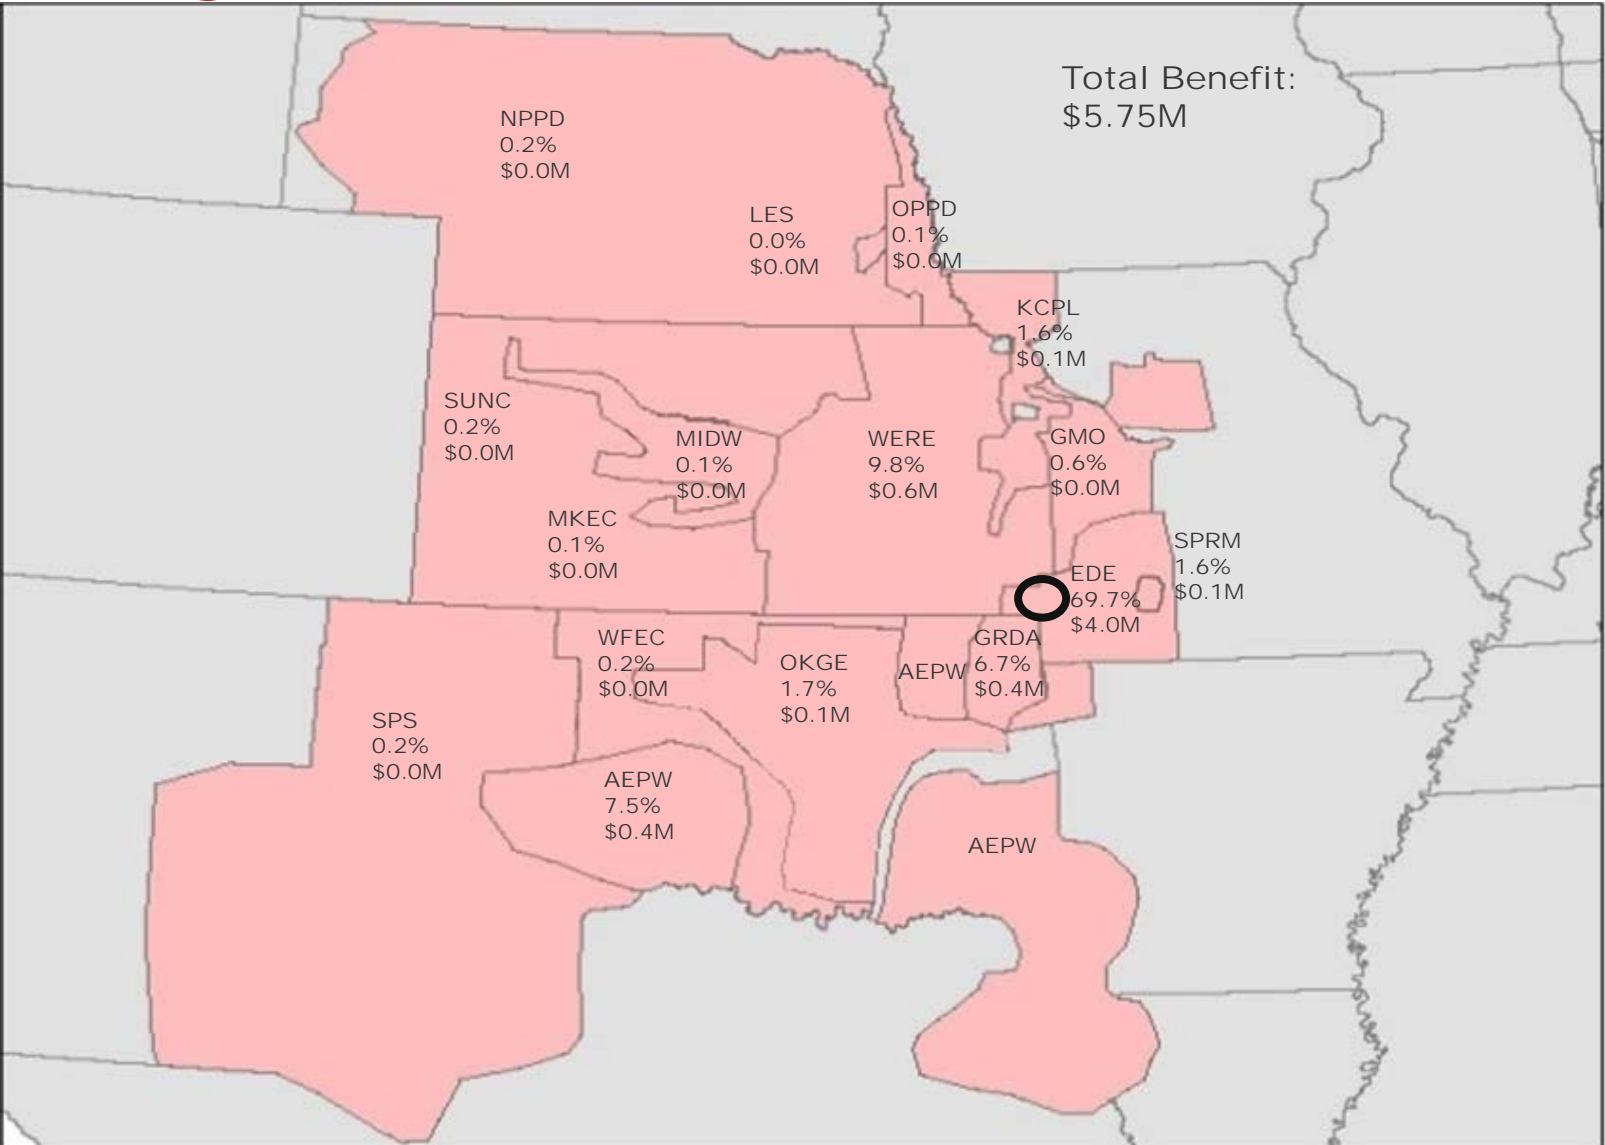 Total Benefit:
$5.75M
NPPD
0.2%
$0.0M
LES
0.0%
$0.0M
OPPD
0.1%
$0.0M
KCPL
1.6%
$0.1M
SUNC
0.2%
$0.0M
MIDW
0.1%
$0.0M
WERE
9.8%
$0.6M
GMO
0.6%
$0.0M
MKEC
0.1%
$0.0M
SPRM
1.6%
$0.1M
EDE
69.7%
$4.0M
WFEC
0.2%
$0.0M
OKGE
1.7%
$0.1M
AEPW
GRDA
6.7%
$0.4M
SPS
0.2%
$0.0M
AEPW
7.5%
$0.4M
AEPW